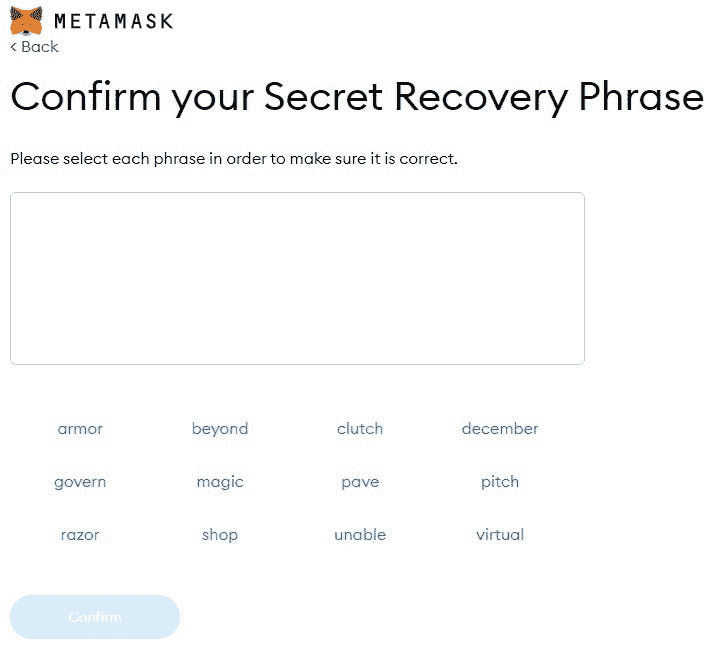 METAMASK
< Back
Confirm your Secret Recovery Phrase
Please select each phrase in order to make sure it is correct.
armor beyond clutch december
govern magic pave pitch
razor shop unable virtual
Confirm